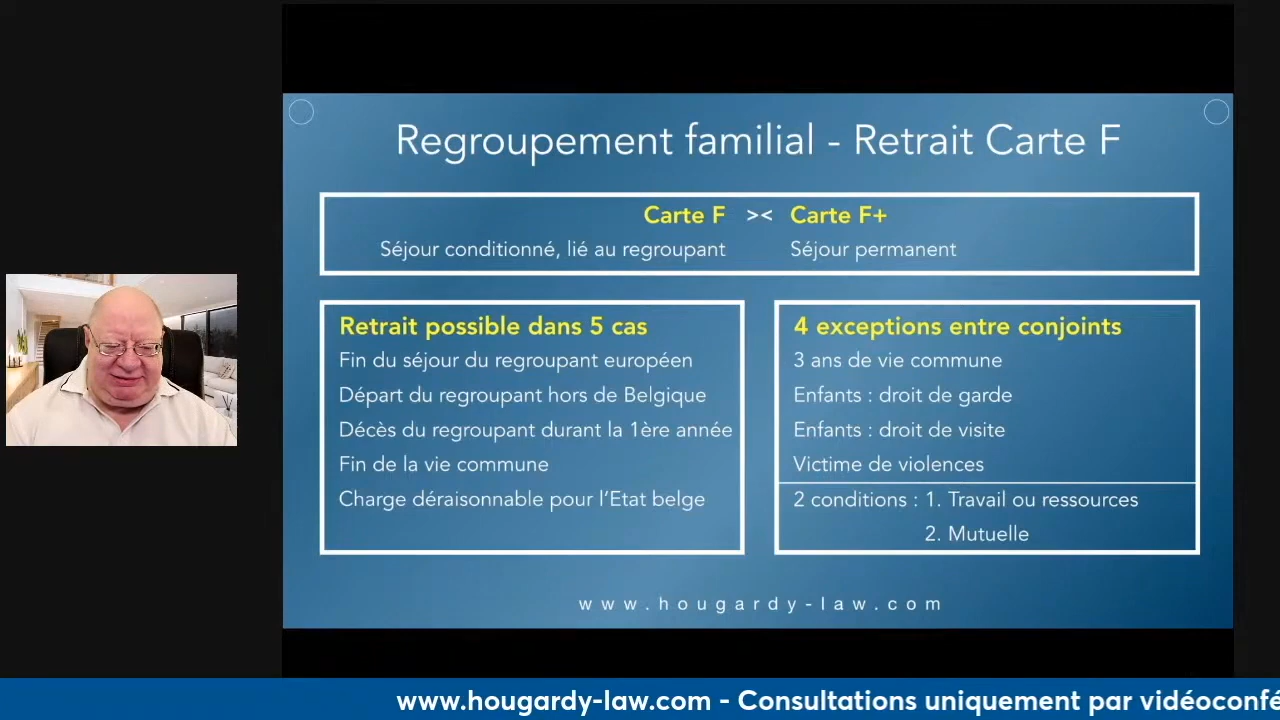 Regroupement familial - Retrait Carte F
Carte F >< Carte F+
Séjour conditionné, lié au regroupant Séjour permanent
Retrait possible dans 5 cas
Fin du séjour du regroupant européen
Départ du regroupant hors de Belgique
Décès du regroupant durant la 1ère année
Fin de la vie commune
Charge déraisonnable pour l'Etat belge
4 exceptions entre conjoints
3 ans de vie commune
Enfants : droit de garde
Enfants : droit de visite
Victime de violences
2 conditions : 1. Travail ou ressources
2. Mutuelle
www.hougardy-law.com
www.hougardy-law.com - Consultations uniquement par vidéoconfé